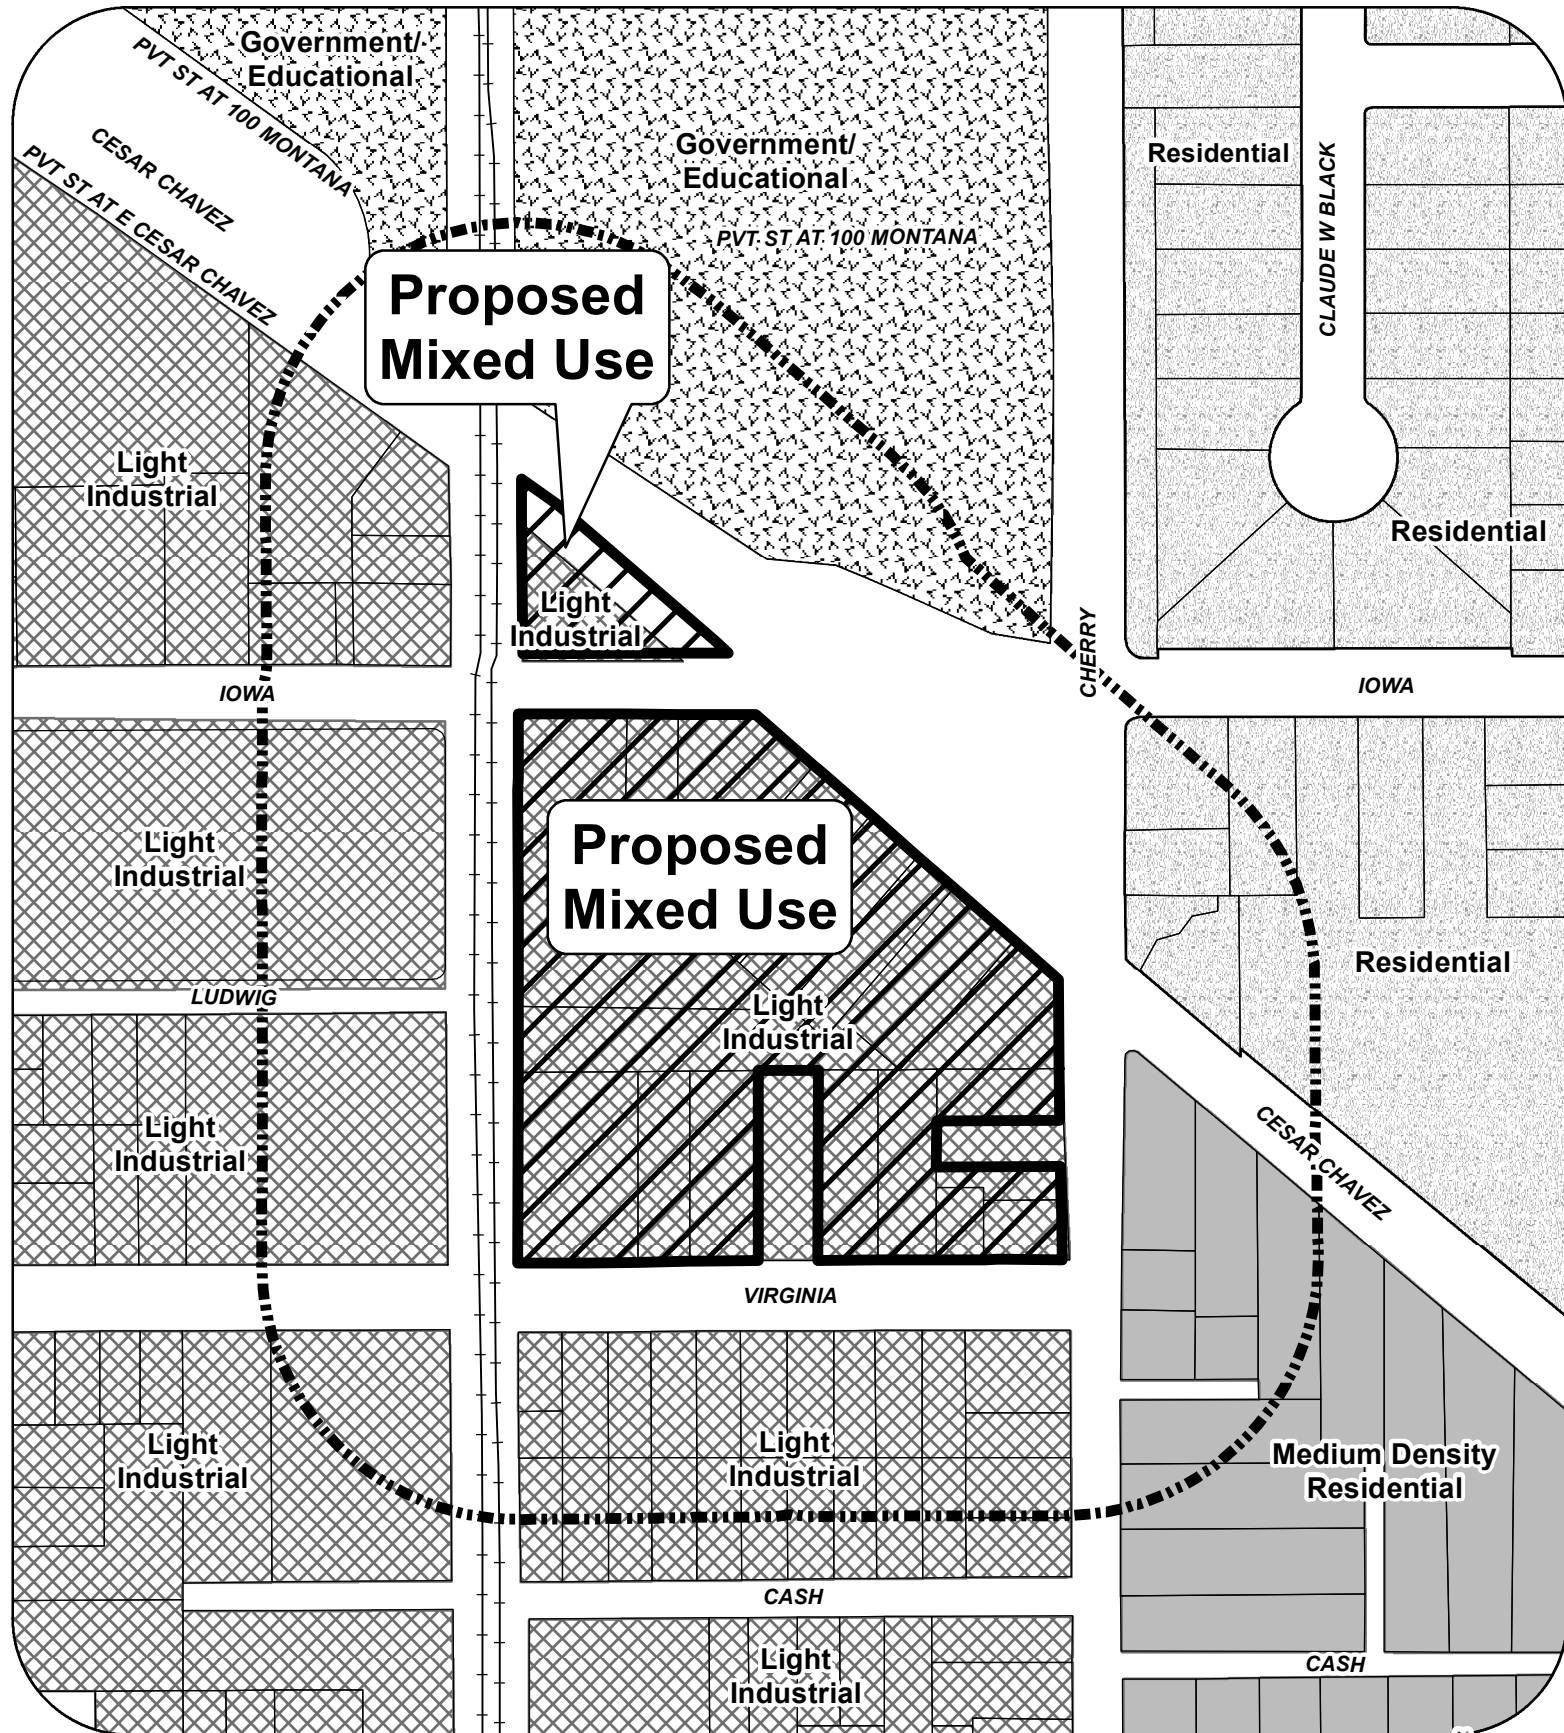 Government/
Educational
PVT ST AT 100 MONTANA
CESAR CHAVEZ
PVT ST AT E CESAR CHAVEZ
Government/
Educational
PVT ST AT 100 MONTANA
Residential
CLAUDE W BLACK
Proposed
Mixed Use
Light
Industrial
Residential
Light
Industrial
CHERRY
IOWA
IOWA
Proposed
Mixed Use
Light
Industrial
Residential
LUDWIG
Light
Industrial
Light
Industrial
CESAR CHAVEZ
VIRGINIA
Light
Industrial
Light
Industrial
Medium Density
Residential
CASH
Light
Industrial
CASH